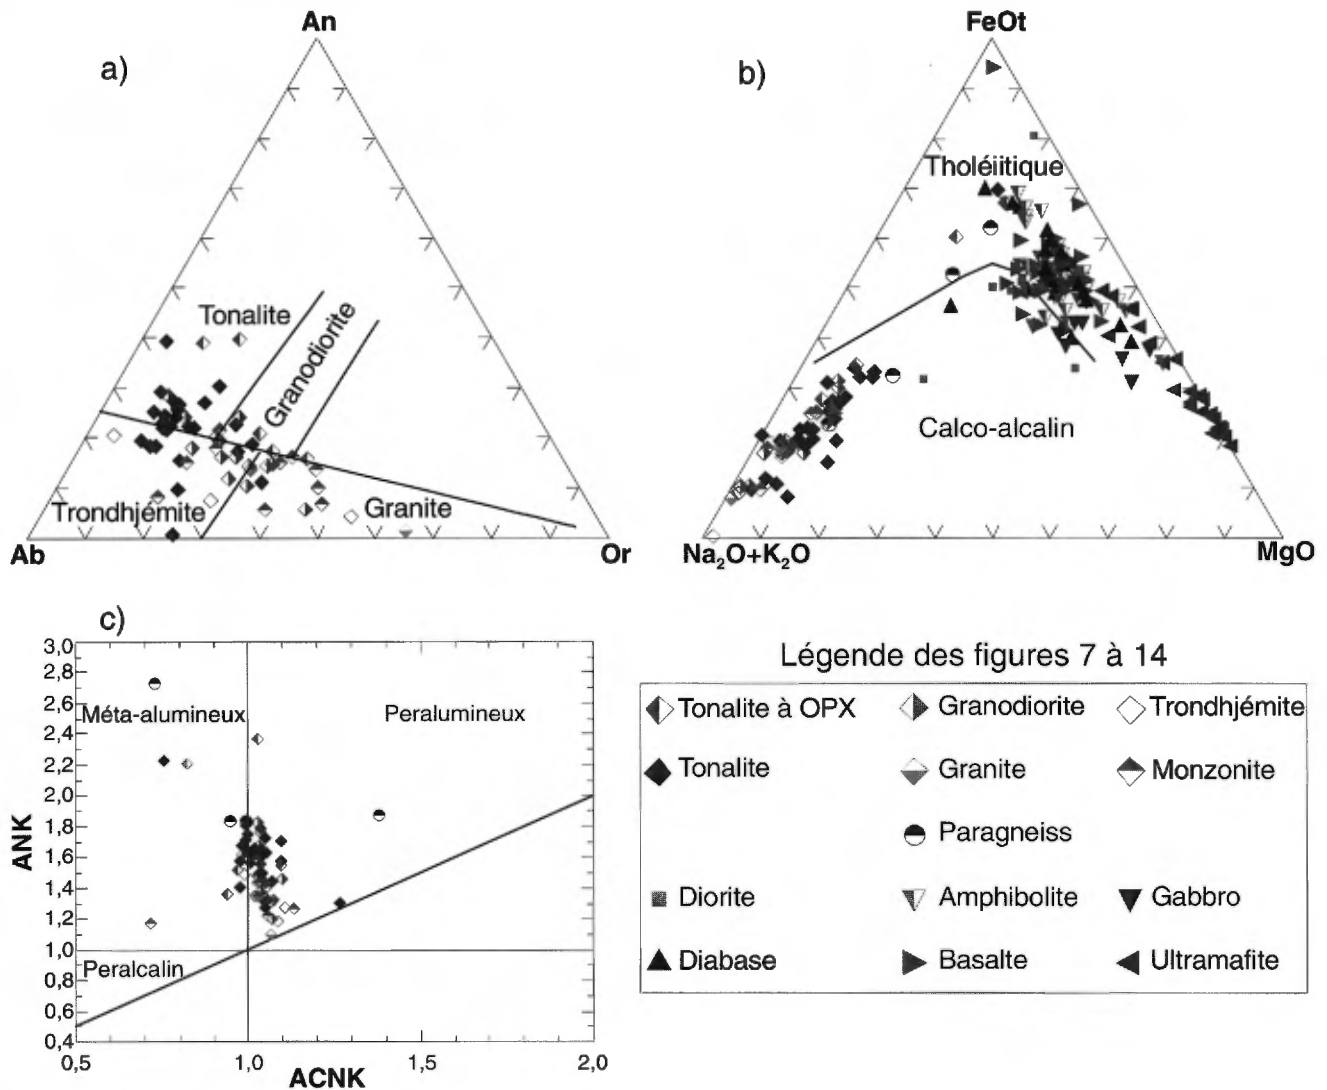 An
a)
Tonalite
Granodiorite
Trondhjémite
Granite
Ab
Or
FeOt
b)
Tholéiitique
Calco-alcalin
Na₂O+K₂O
MgO
c)
3,0
2,8
2,6
2,4
2,2
2,0
1,8
1,6
1,4
1,2
1,0
0,8
0,6
0,4
ANK
Méta-alumineux
Peralumineux
Peralcalin
0,5
1,0
1,5
2,0
ACNK
Légende des figures 7 à 14
Tonalite à OPX
Granodiorite
Trondhjémite
Tonalite
Granite
Monzonite
Paragneiss
Diorite
Amphibolite
Gabbro
Diabase
Basalte
Ultramafite